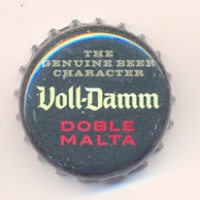 THE
GENUINE BEER
CHARACTER
Voll-Damm
DOBLE
MALTA